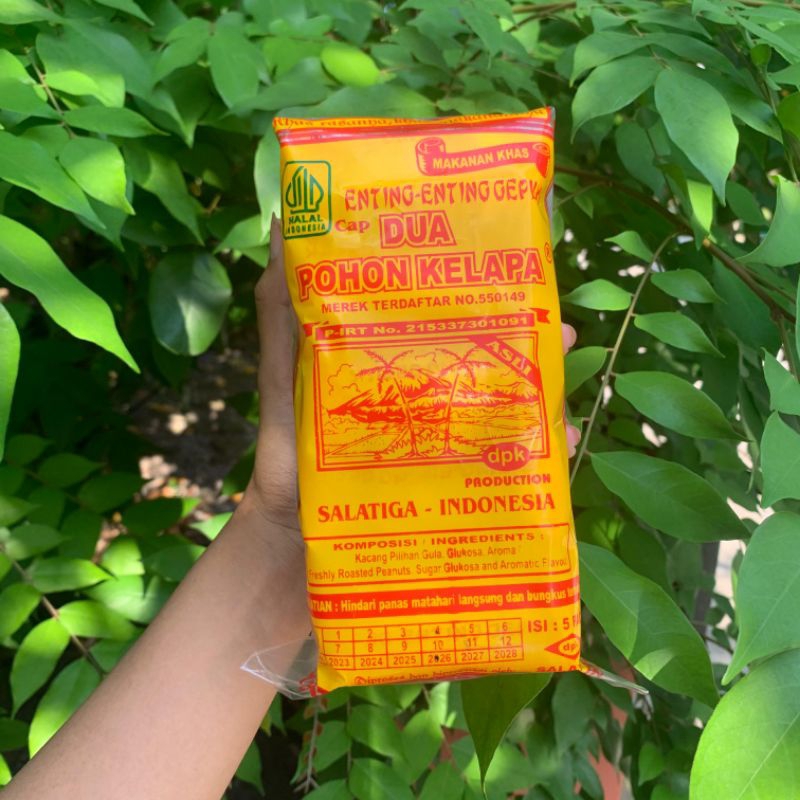 MAKANAN KHAS
HALAL
INDONESIA
ENTING-ENTING GEPUK
Cap DUA
POHON KELAPA ®
MEREK TERDAFTAR NO.550149
P-IRT No. 215337301091
ASLI
dpk
PRODUCTION
SALATIGA - INDONESIA
KOMPOSISI / INGREDIENTS :
Kacang Pilihan Gula, Glukosa, Aroma
Freshly Roasted Peanuts, Sugar Glukosa and Aromatic Flavour
: Hindari panas matahari langsung dan bungkus
1 2 3 4 5 6
7 8 9 10 11 12
2023 2024 2025 2026 2027 2028
ISI : 5
dpk